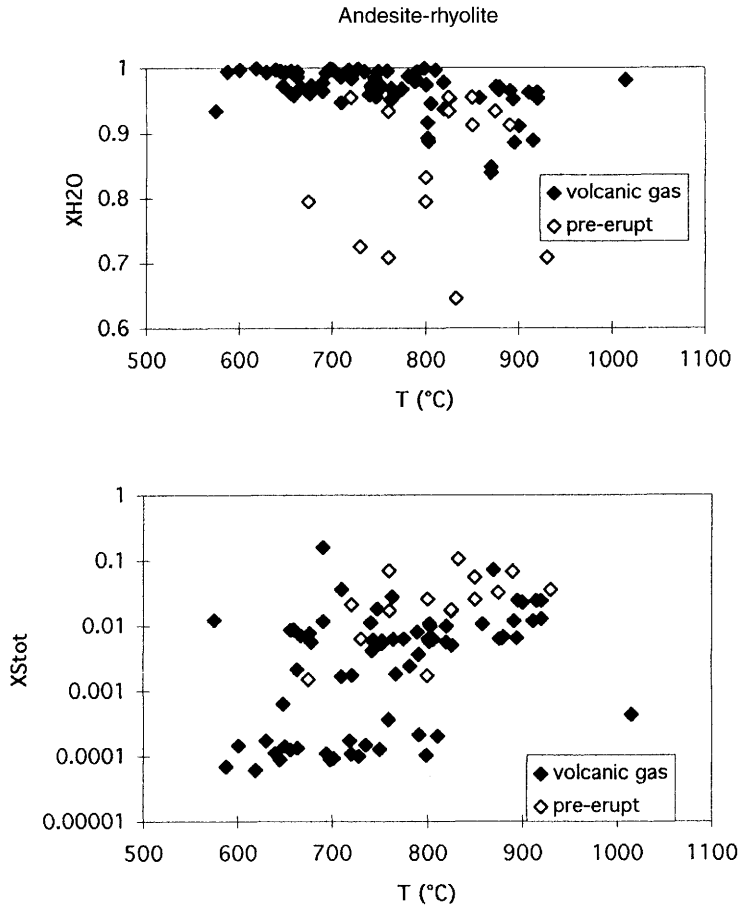 Andesite-rhyolite
1
0.9
0.8
0.7
0.6
XH2O
◆ volcanic gas
◇ pre-erupt
500 600 700 800 900 1000 1100
T (°C)
1
0.1
0.01
0.001
0.0001
0.00001
XStot
◆ volcanic gas
◇ pre-erupt
500 600 700 800 900 1000 1100
T (°C)